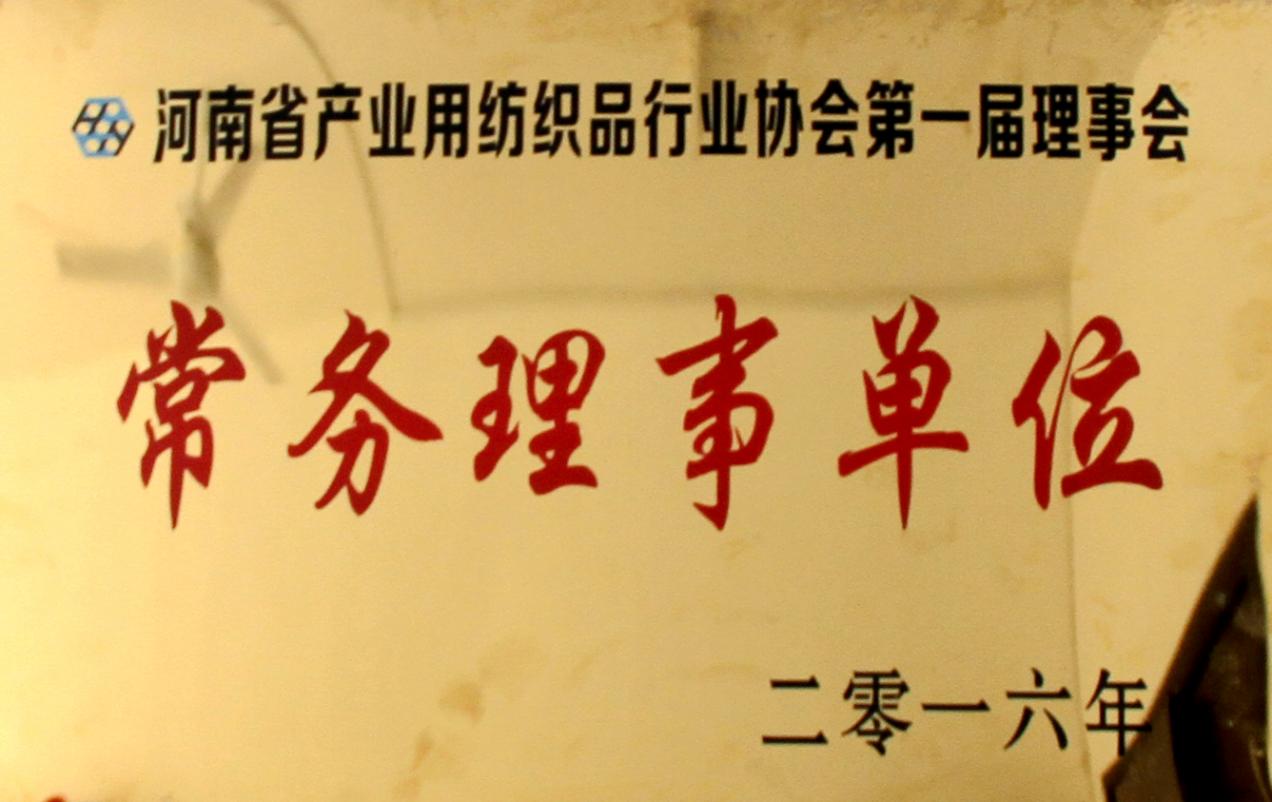 河南省产业用纺织品行业协会第一届理事会
常务理事单位
二零一六年